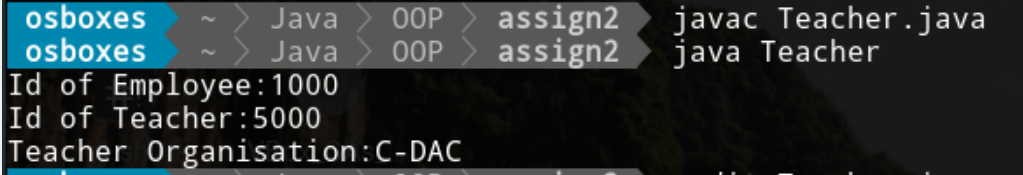 osboxes ~ Java OOP assign2 javac Teacher.java
osboxes ~ Java OOP assign2 java Teacher
Id of Employee:1000
Id of Teacher:5000
Teacher Organisation:C-DAC